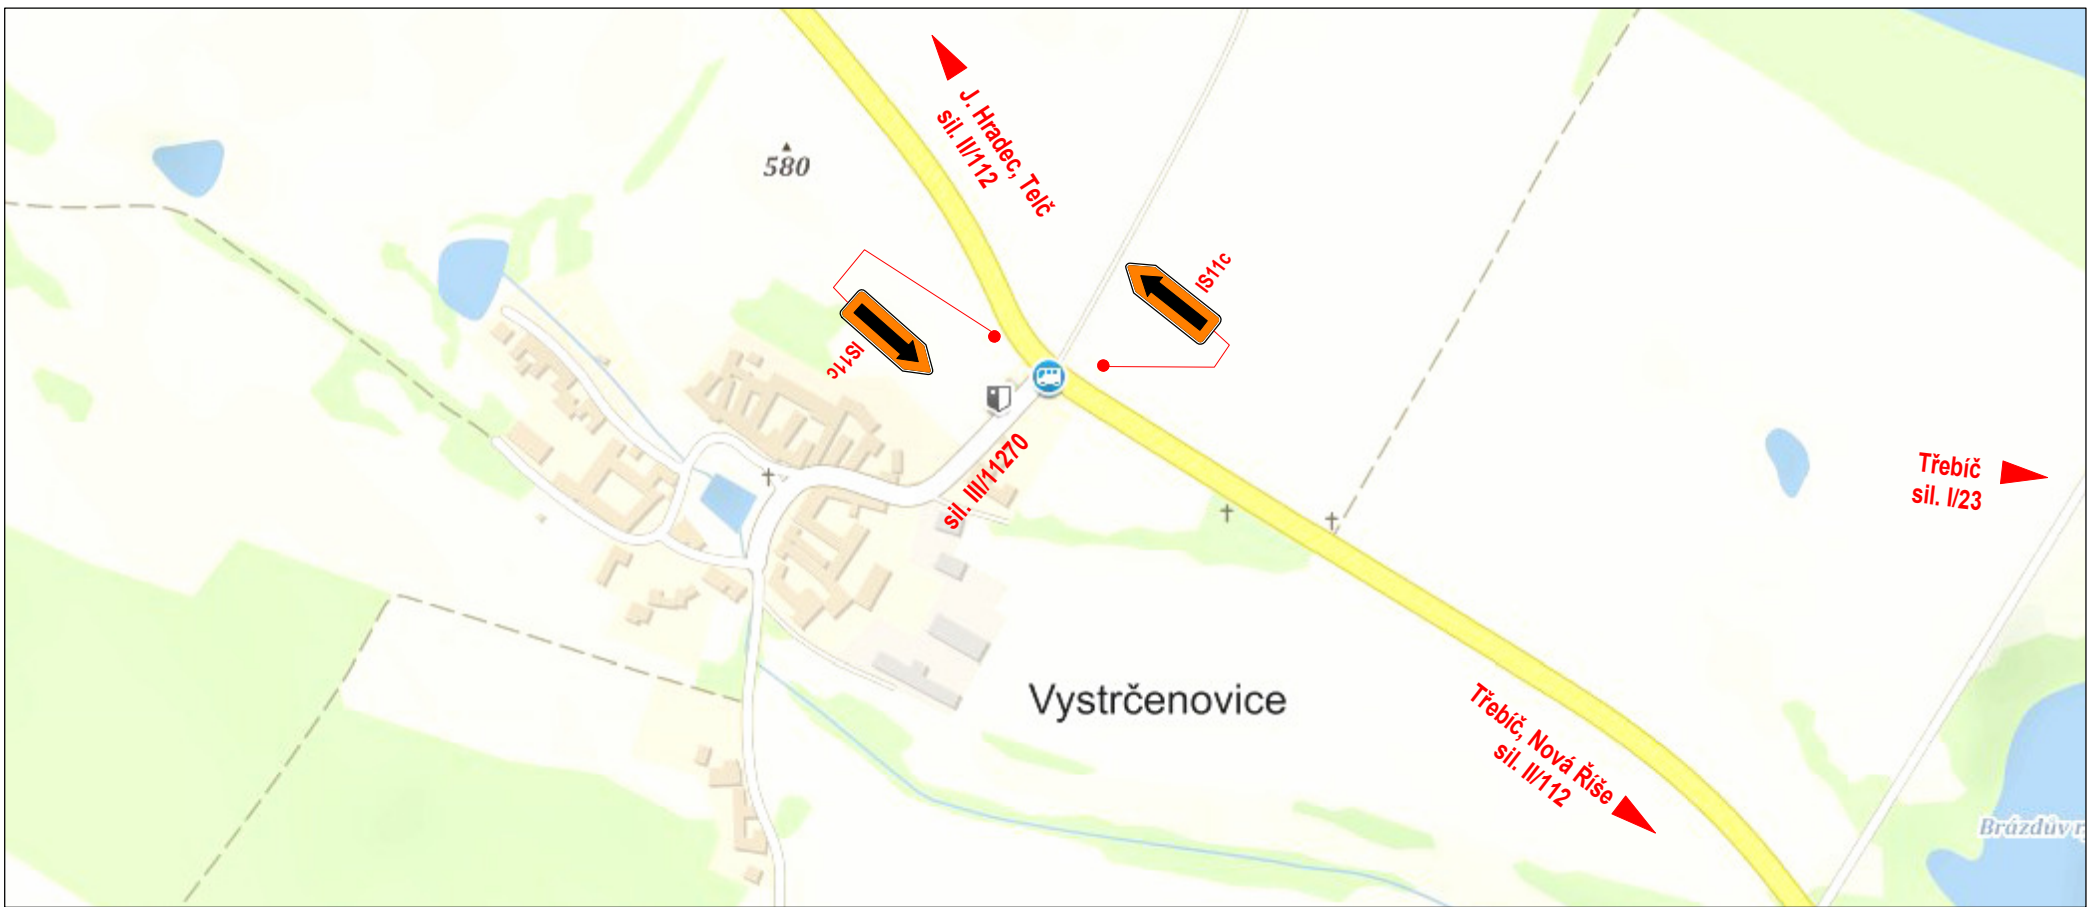 J. Hradec, Telč
sil. II/112
580
IS11c
IS11c
sil. III/11270
Třebíč
sil. I/23
Vystrčenovice
Třebíč, Nová Říše
sil. II/112
Brázdův r.